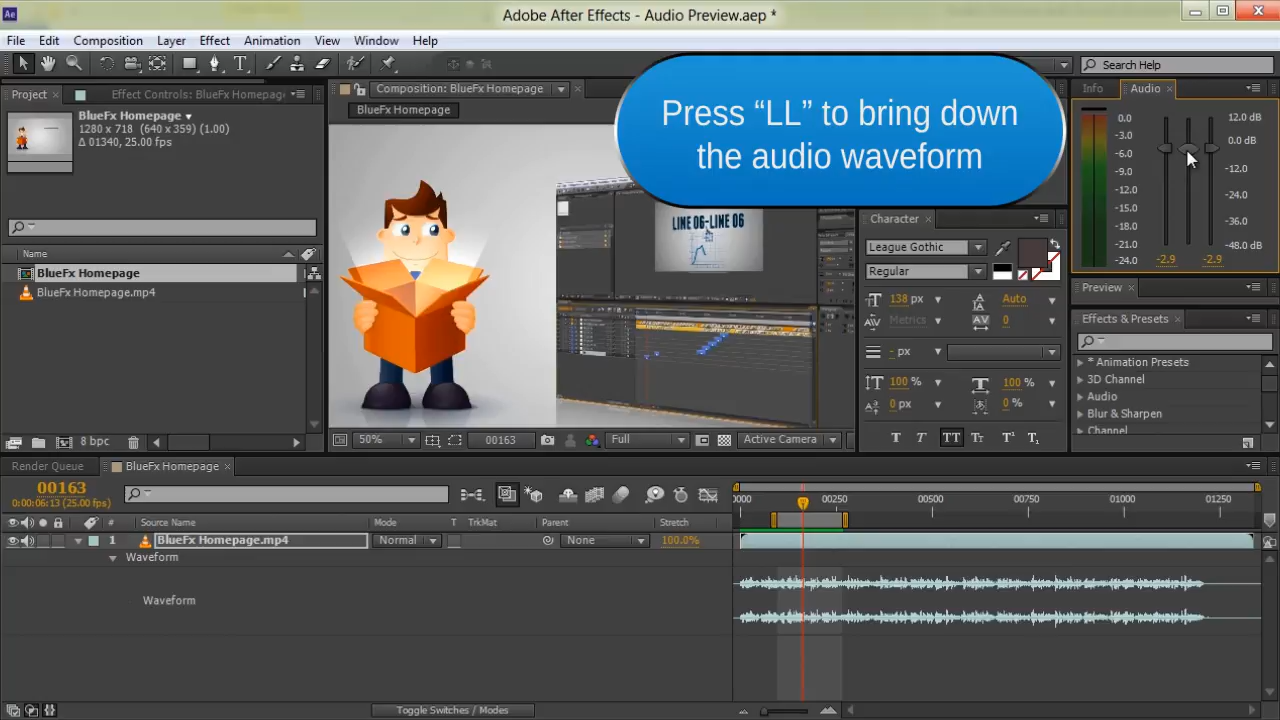 Ae
Adobe After Effects - Audio Preview.aep *
File Edit Composition Layer Effect Animation View Window Help
Search Help
Press “LL” to bring down
the audio waveform
Project
Effect Controls: BlueFx Homepag
Composition: BlueFx Homepage
BlueFx Homepage
BlueFx Homepage
1280 x 718 (640 x 359) (1.00)
Δ 01340, 25.00 fps
Name
BlueFx Homepage
BlueFx Homepage.mp4
8 bpc
LINE 06-LINE 06
50%
00163
Full
Active Camera
Info
Audio
0.0
-3.0
-6.0
-9.0
-12.0
-15.0
-18.0
-21.0
-24.0
12.0 dB
0.0 dB
-12.0
-24.0
-36.0
-48.0 dB
-2.9
-2.9
Character
League Gothic
Regular
138 px
Auto
Metrics
0
- px
100 %
100 %
0 px
0 %
T T TT Tr T¹ T₁
Preview
Effects & Presets
* Animation Presets
3D Channel
Audio
Blur & Sharpen
Channel
Render Queue
BlueFx Homepage
00163
0:00:06:13 (25.00 fps)
0000 00250 00500 00750 01000 01250
# Source Name Mode T TrkMat Parent Stretch
1 BlueFx Homepage.mp4 Normal None 100.0%
Waveform
Waveform
Toggle Switches / Modes